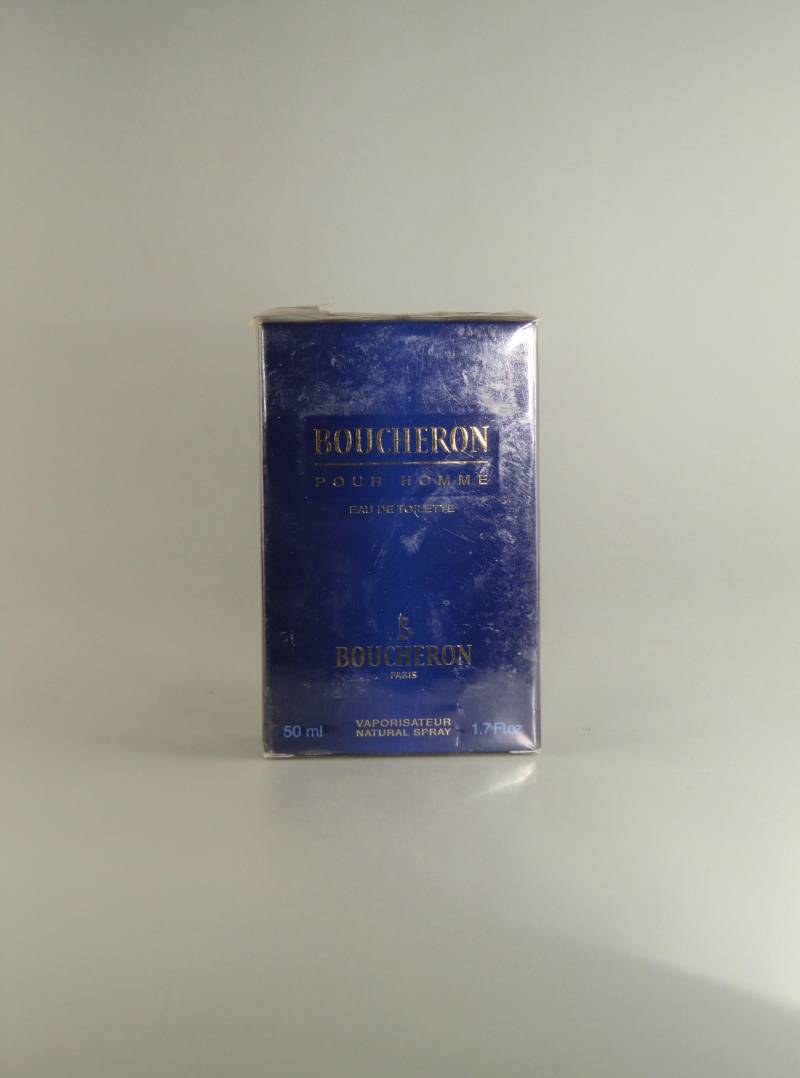 BOUCHERON
POUR HOMME
EAU DE TOILETTE
B
BOUCHERON
PARIS
50 ml
VAPORISATEUR
NATURAL SPRAY
1.7 Fl.oz